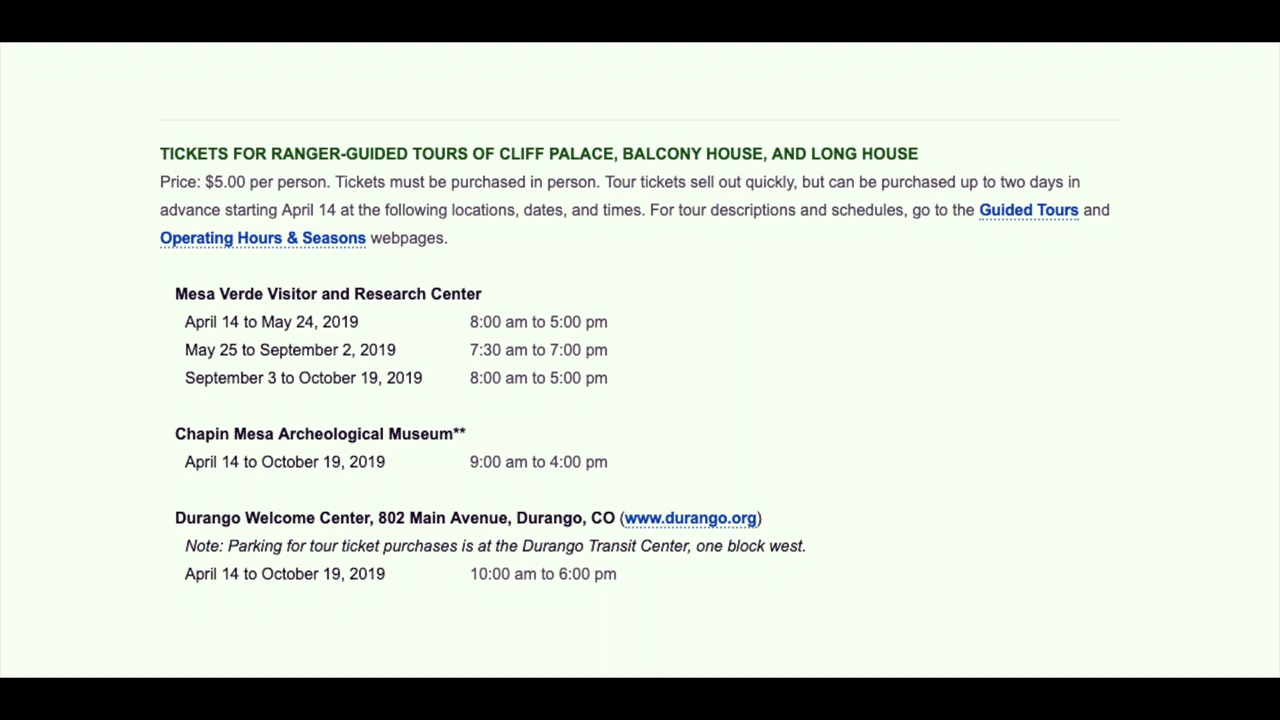 TICKETS FOR RANGER-GUIDED TOURS OF CLIFF PALACE, BALCONY HOUSE, AND LONG HOUSE
Price: $5.00 per person. Tickets must be purchased in person. Tour tickets sell out quickly, but can be purchased up to two days in
advance starting April 14 at the following locations, dates, and times. For tour descriptions and schedules, go to the Guided Tours and
Operating Hours & Seasons webpages.
Mesa Verde Visitor and Research Center
April 14 to May 24, 2019 8:00 am to 5:00 pm
May 25 to September 2, 2019 7:30 am to 7:00 pm
September 3 to October 19, 2019 8:00 am to 5:00 pm
Chapin Mesa Archeological Museum**
April 14 to October 19, 2019 9:00 am to 4:00 pm
Durango Welcome Center, 802 Main Avenue, Durango, CO (www.durango.org)
Note: Parking for tour ticket purchases is at the Durango Transit Center, one block west.
April 14 to October 19, 2019 10:00 am to 6:00 pm